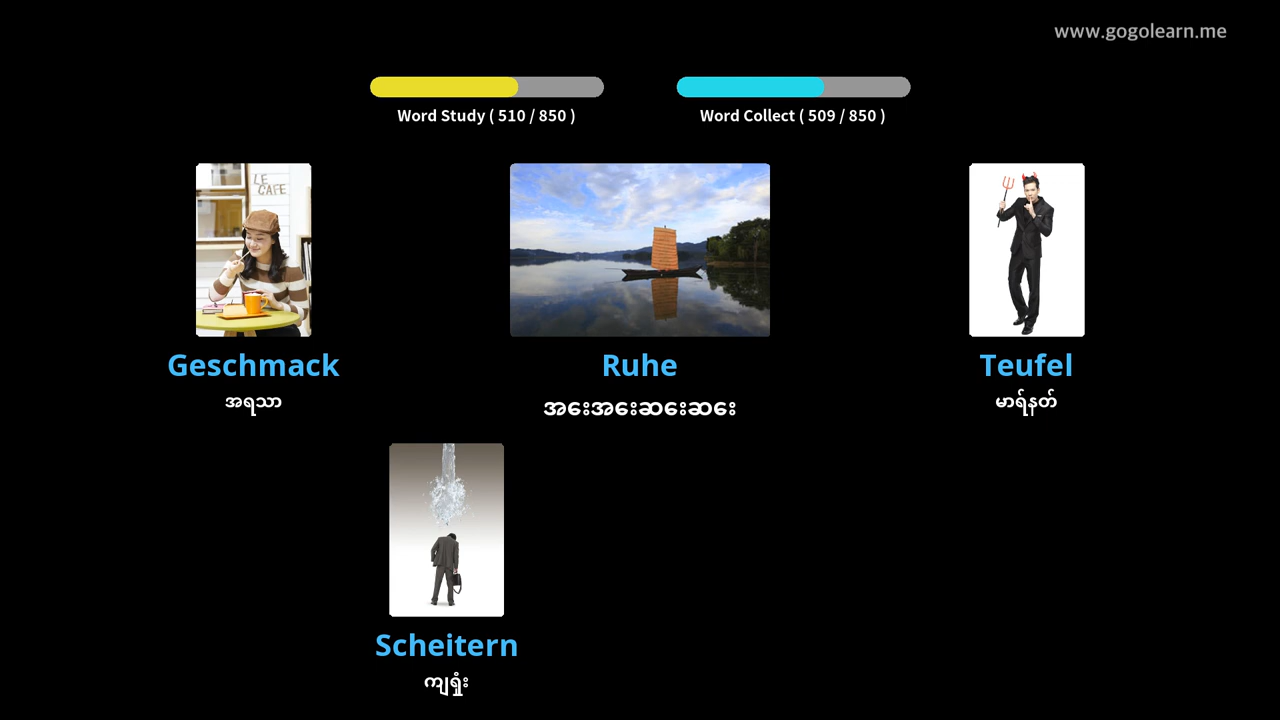 www.gogolearn.me
Word Study ( 510 / 850 )
Word Collect ( 509 / 850 )
LE CAFE
Geschmack
အရသာ
Ruhe
အေးအေးဆေးဆေး
Teufel
မာရ်နတ်
Scheitern
ကျရှုံး